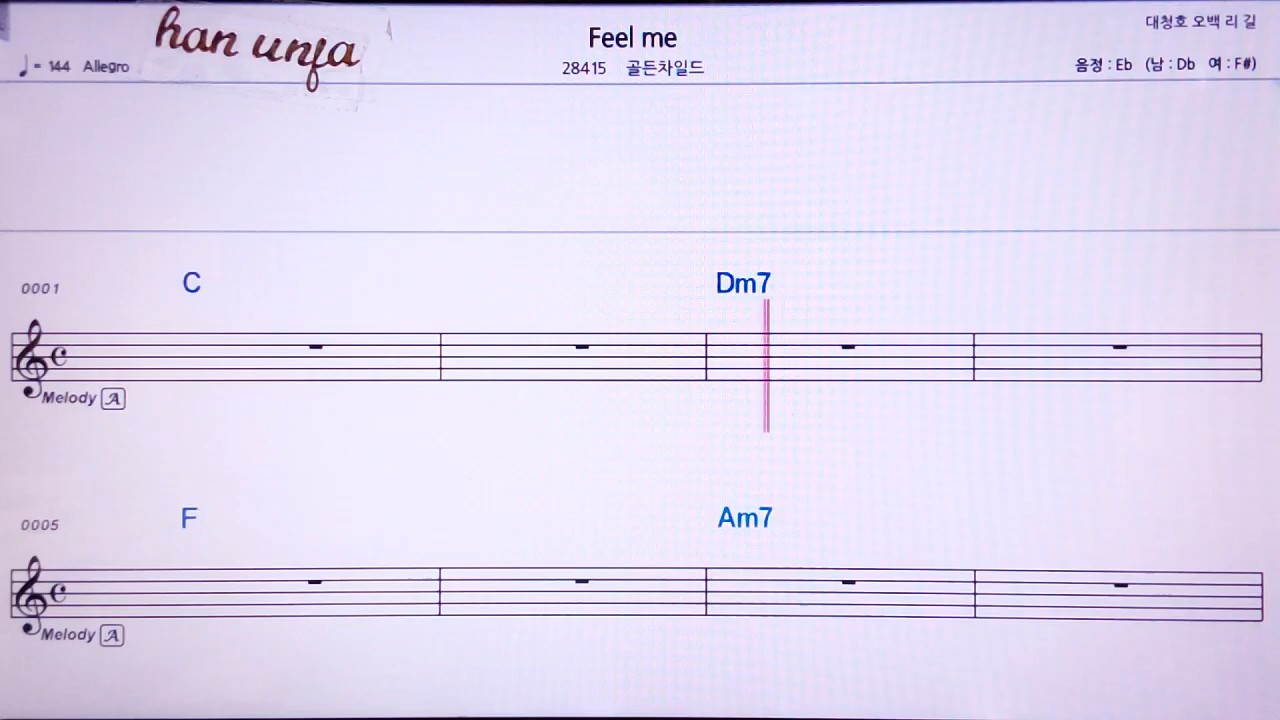 han unfa
Feel me
대청호 오백 리 길
♩= 144 Allegro
28415 골든차일드
음정 : Eb (남 : Db 여 : F#)
0001 C Dm7
Melody A
0005 F Am7
Melody A